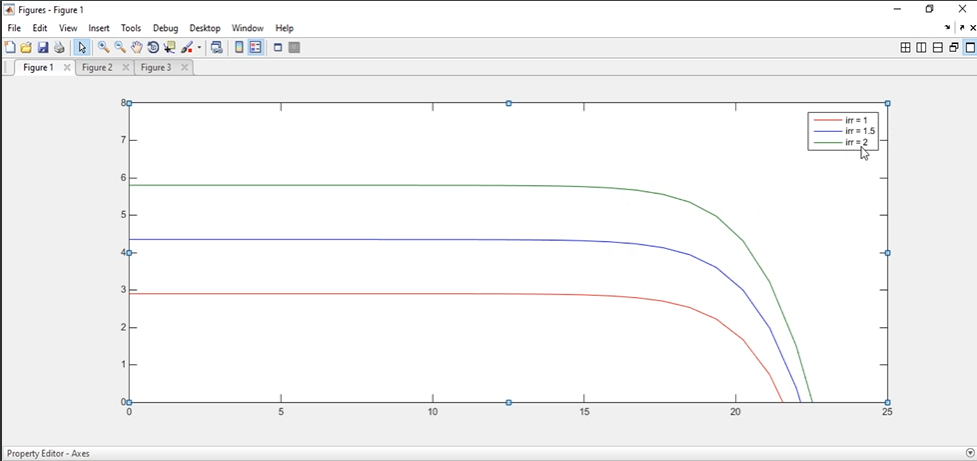 Figures - Figure 1
File Edit View Insert Tools Debug Desktop Window Help
Figure 1 Figure 2 Figure 3
8
7
6
5
4
3
2
1
0
0 5 10 15 20 25
irr = 1
irr = 1.5
irr = 2
Property Editor - Axes